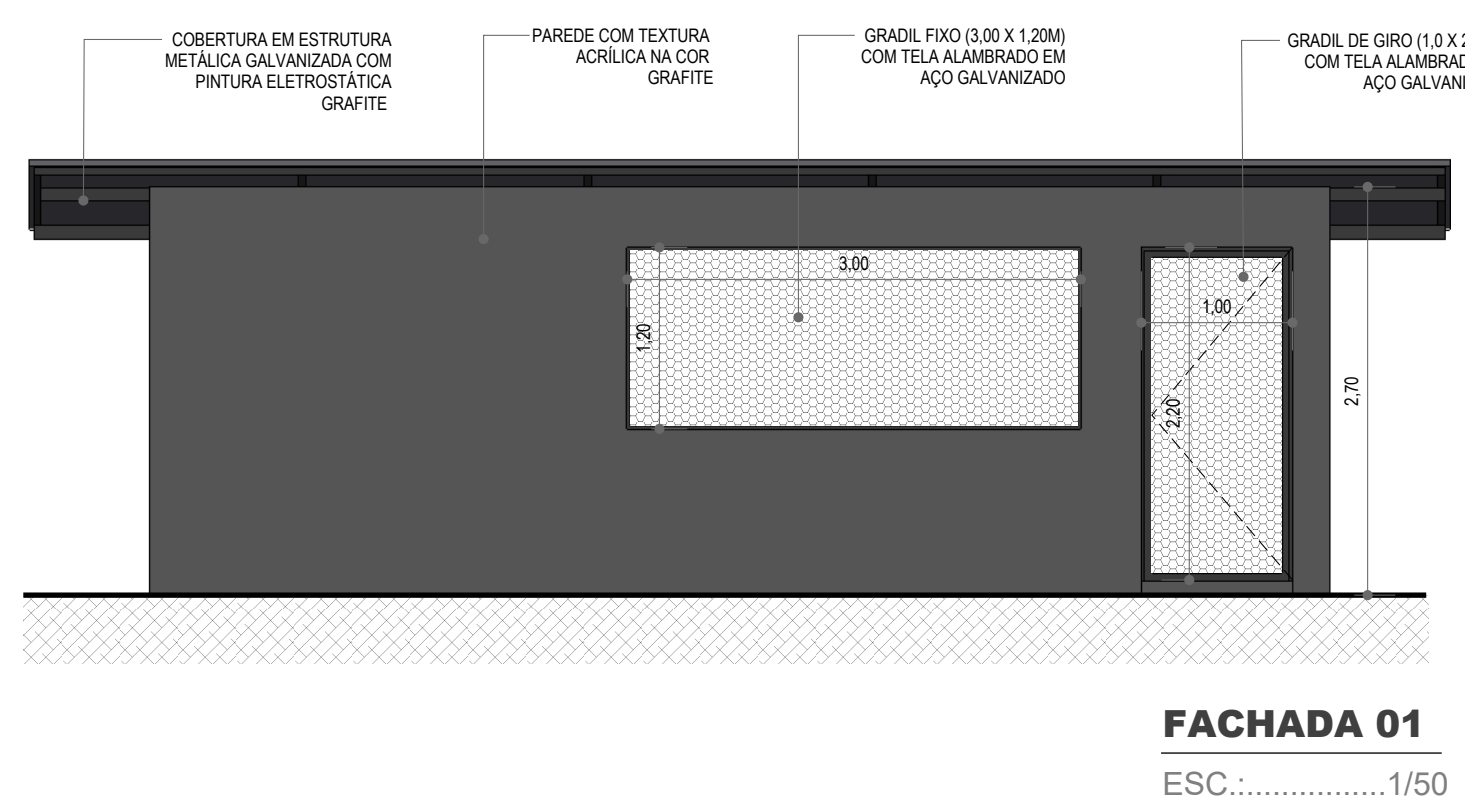 COBERTURA EM ESTRUTURA
METÁLICA GALVANIZADA COM
PINTURA ELETROSTÁTICA
GRAFITE
PAREDE COM TEXTURA
ACRÍLICA NA COR
GRAFITE
GRADIL FIXO (3,00 X 1,20M)
COM TELA ALAMBRADO EM
AÇO GALVANIZADO
GRADIL DE GIRO (1,0 X
COM TELA
AÇO
3,00
1,20
1,00
2,20
2,70
FACHADA 01
ESC.:................1/50